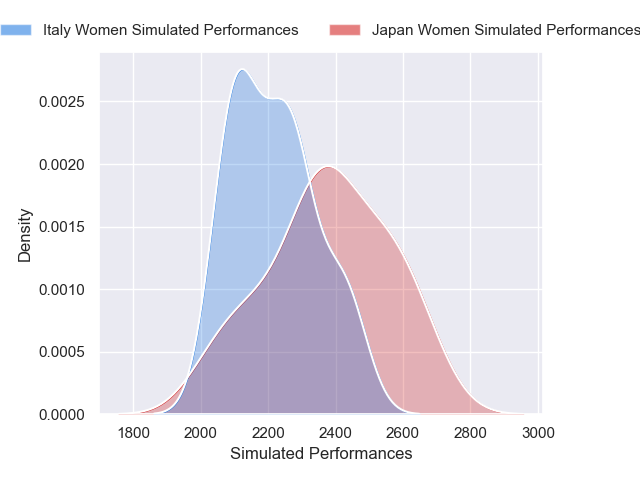 Italy Women Simulated Performances
Japan Women Simulated Performances
0.0025
0.0020
0.0015
0.0010
0.0005
0.0000
Density
1800 2000 2200 2400 2600 2800 3000
Simulated Performances